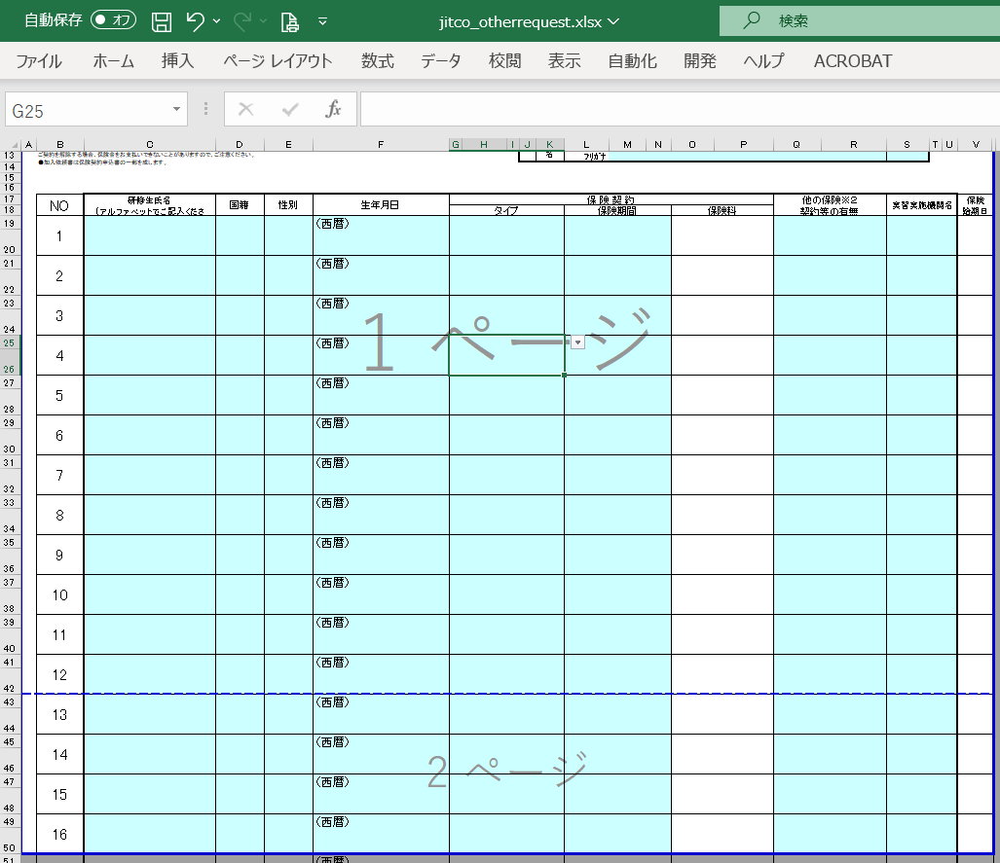 自動保存 オフ jitco_otherrequest.xlsx 検索
ファイル ホーム 挿入 ページ レイアウト 数式 データ 校閲 表示 自動化 開発 ヘルプ ACROBAT
G25 fx
A B C D E F G H I J K L M N O P Q R S T U V
13 ご契約を解除する場合、保険金をお支払いできないことがありますので、ご注意ください。 名 フリガナ
14 ●加入依頼書は保険契約申込書の一部を成します。
15
16
17 NO 研修生氏名 国籍 性別 生年月日 保険契約 他の保険※2 実習実施機関名 保険
18 (アルファベットでご記入くださ タイプ 保険期間 保険料 契約等の有無 始期日
19 1 (西暦)
20
21 2 (西暦)
22
23 3 (西暦)
24
1 ページ
25 4 (西暦)
26
27 5 (西暦)
28
29 6 (西暦)
30
31 7 (西暦)
32
33 8 (西暦)
34
35 9 (西暦)
36
37 10 (西暦)
38
39 11 (西暦)
40
41 12 (西暦)
42
43 13 (西暦)
44
45 14 (西暦)
46
2 ページ
47 15 (西暦)
48
49 16 (西暦)
50
51 (西暦)